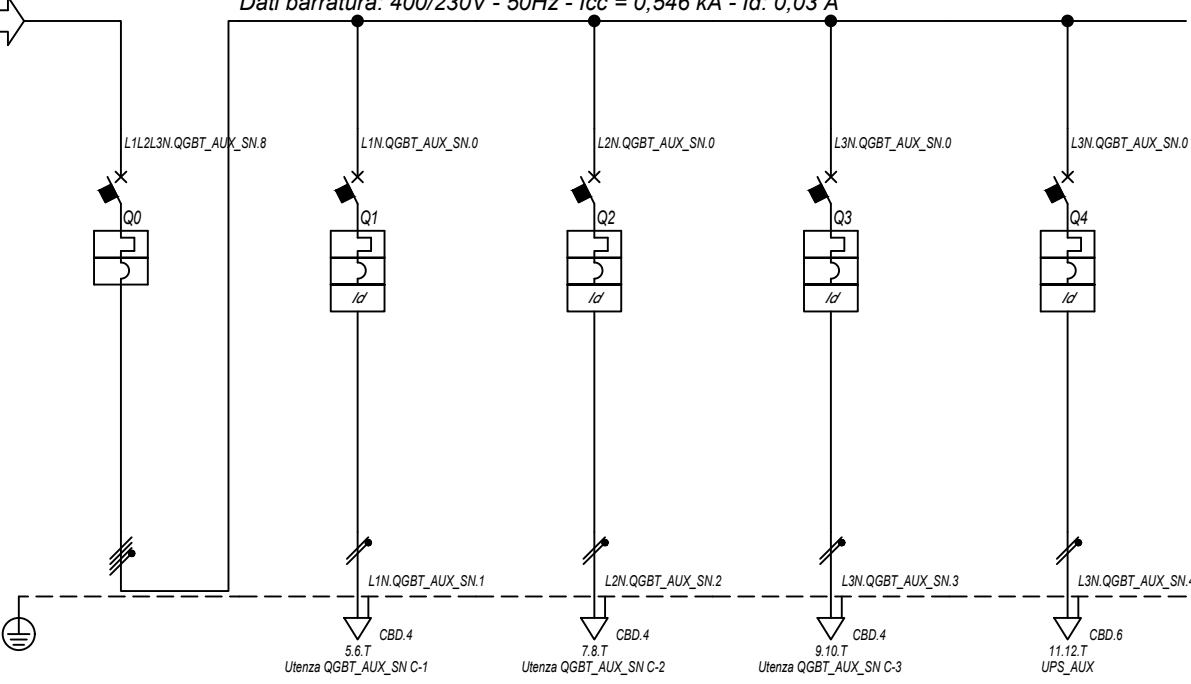 Dati barratura: 400/230V - 50Hz - Icc = 0,546 kA - Id: 0,03 A
L1L2L3N.QGBT_AUX_SN.8
L1N.QGBT_AUX_SN.0
L2N.QGBT_AUX_SN.0
L3N.QGBT_AUX_SN.0
L3N.QGBT_AUX_SN.0
Q0
Q1
Q2
Q3
Q4
Id
Id
Id
Id
L1N.QGBT_AUX_SN.1
L2N.QGBT_AUX_SN.2
L3N.QGBT_AUX_SN.3
L3N.QGBT_AUX_SN.4
CBD.4
CBD.4
CBD.4
CBD.6
5.6.T
7.8.T
9.10.T
11.12.T
Utenza QGBT_AUX_SN C-1
Utenza QGBT_AUX_SN C-2
Utenza QGBT_AUX_SN C-3
UPS_AUX